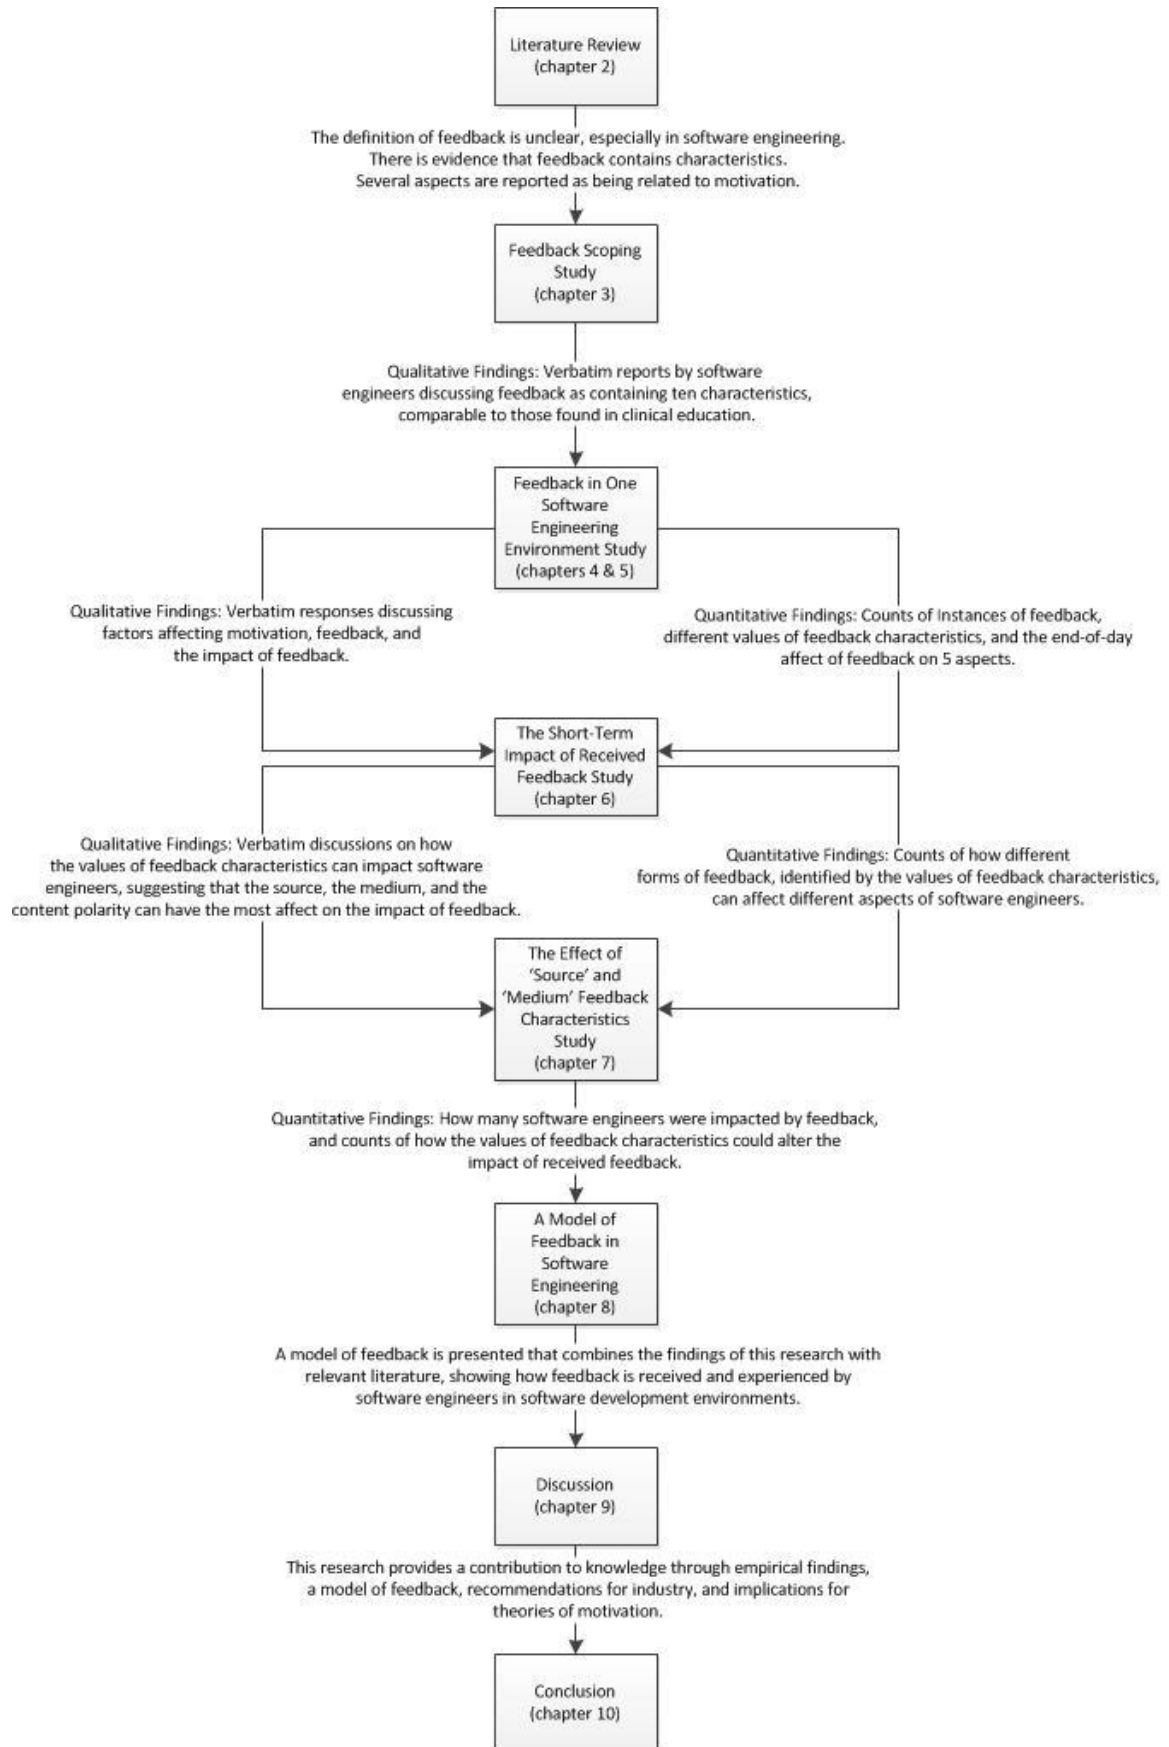 Literature Review
(chapter 2)
The definition of feedback is unclear, especially in software engineering.
There is evidence that feedback contains characteristics.
Several aspects are reported as being related to motivation.
Feedback Scoping
Study
(chapter 3)
Qualitative Findings: Verbatim reports by software
engineers discussing feedback as containing ten characteristics,
comparable to those found in clinical education.
Feedback in One
Software
Engineering
Environment Study
(chapters 4 & 5)
Qualitative Findings: Verbatim responses discussing
factors affecting motivation, feedback, and
the impact of feedback.
Quantitative Findings: Counts of Instances of feedback,
different values of feedback characteristics, and the end-of-day
affect of feedback on 5 aspects.
The Short-Term
Impact of Received
Feedback Study
(chapter 6)
Qualitative Findings: Verbatim discussions on how
the values of feedback characteristics can impact software
engineers, suggesting that the source, the medium, and the
content polarity can have the most affect on the impact of feedback.
Quantitative Findings: Counts of how different
forms of feedback, identified by the values of feedback characteristics,
can affect different aspects of software engineers.
The Effect of
'Source' and
'Medium' Feedback
Characteristics
Study
(chapter 7)
Quantitative Findings: How many software engineers were impacted by feedback,
and counts of how the values of feedback characteristics could alter the
impact of received feedback.
A Model of
Feedback in
Software
Engineering
(chapter 8)
A model of feedback is presented that combines the findings of this research with
relevant literature, showing how feedback is received and experienced by
software engineers in software development environments.
Discussion
(chapter 9)
This research provides a contribution to knowledge through empirical findings,
a model of feedback, recommendations for industry, and implications for
theories of motivation.
Conclusion
(chapter 10)